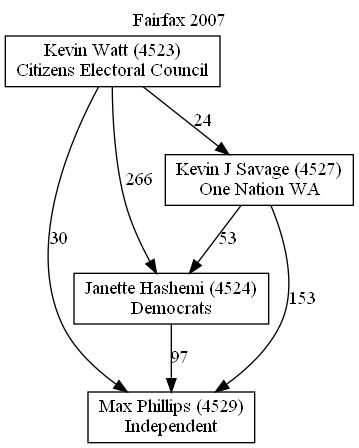 Fairfax 2007
Kevin Watt (4523)
Citizens Electoral Council
24
Kevin J Savage (4527)
One Nation WA
266
30
53
Janette Hashemi (4524)
Democrats
153
97
Max Phillips (4529)
Independent